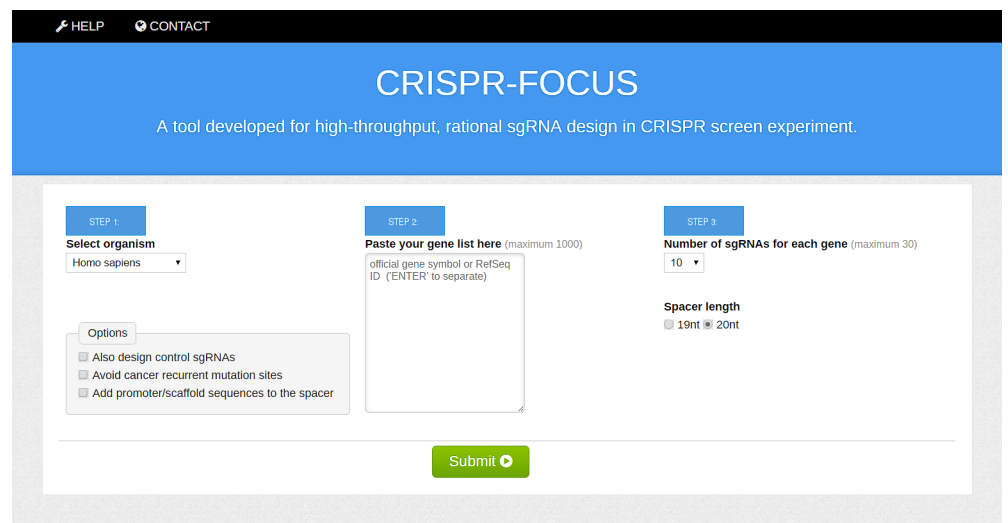 HELP CONTACT
CRISPR-FOCUS
A tool developed for high-throughput, rational sgRNA design in CRISPR screen experiment.
STEP 1:
Select organism
Homo sapiens
Options
Also design control sgRNAs
Avoid cancer recurrent mutation sites
Add promoter/scaffold sequences to the spacer
STEP 2:
Paste your gene list here (maximum 1000)
official gene symbol or RefSeq
ID ('ENTER' to separate)
STEP 3:
Number of sgRNAs for each gene (maximum 30)
10
Spacer length
19nt 20nt
Submit